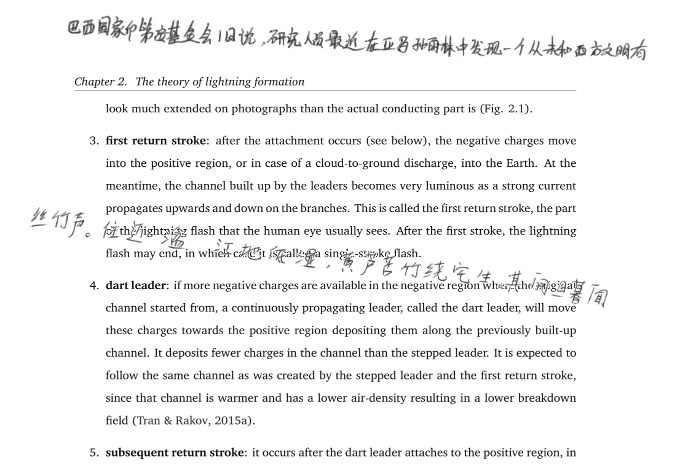 巴西国家印第安基金会1日说,研究人员最近在亚马孙雨林中发现一个从未和西方文明有
Chapter 2. The theory of lightning formation
look much extended on photographs than the actual conducting part is (Fig. 2.1).
3. first return stroke: after the attachment occurs (see below), the negative charges move
into the positive region, or in case of a cloud-to-ground discharge, into the Earth. At the
meantime, the channel built up by the leaders becomes very luminous as a strong current
propagates upwards and down on the branches. This is called the first return stroke, the part
of the lightning flash that the human eye usually sees. After the first stroke, the lightning
丝竹声。住近湓江地低湿,黄芦苦竹绕宅生。其间旦暮闻
flash may end, in which case it is called a single-stroke flash.
4. dart leader: if more negative charges are available in the negative region where the original
channel started from, a continuously propagating leader, called the dart leader, will move
these charges towards the positive region depositing them along the previously built-up
channel. It deposits fewer charges in the channel than the stepped leader. It is expected to
follow the same channel as was created by the stepped leader and the first return stroke,
since that channel is warmer and has a lower air-density resulting in a lower breakdown
field (Tran & Rakov, 2015a).
5. subsequent return stroke: it occurs after the dart leader attaches to the positive region, in